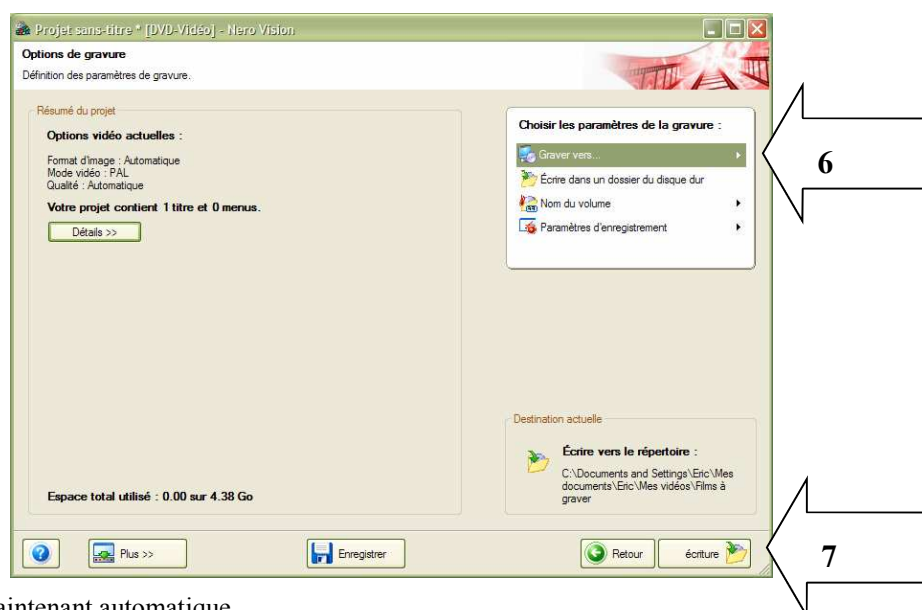 Projet sans-titre * [DVD-Vidéo] - Nero Vision
Options de gravure
Définition des paramètres de gravure.
Résumé du projet
Options vidéo actuelles :
Format d'image : Automatique
Mode vidéo : PAL
Qualité : Automatique
Votre projet contient 1 titre et 0 menus.
Détails >>
Espace total utilisé : 0.00 sur 4.38 Go
Choisir les paramètres de la gravure :
Graver vers...
Écrire dans un dossier du disque dur
Nom du volume
Paramètres d'enregistrement
6
Destination actuelle
Écrire vers le répertoire :
C:\Documents and Settings\Eric\Mes
documents\Eric\Mes vidéos\Films à
graver
Plus >>
Enregistrer
Retour
écriture
7
automatique